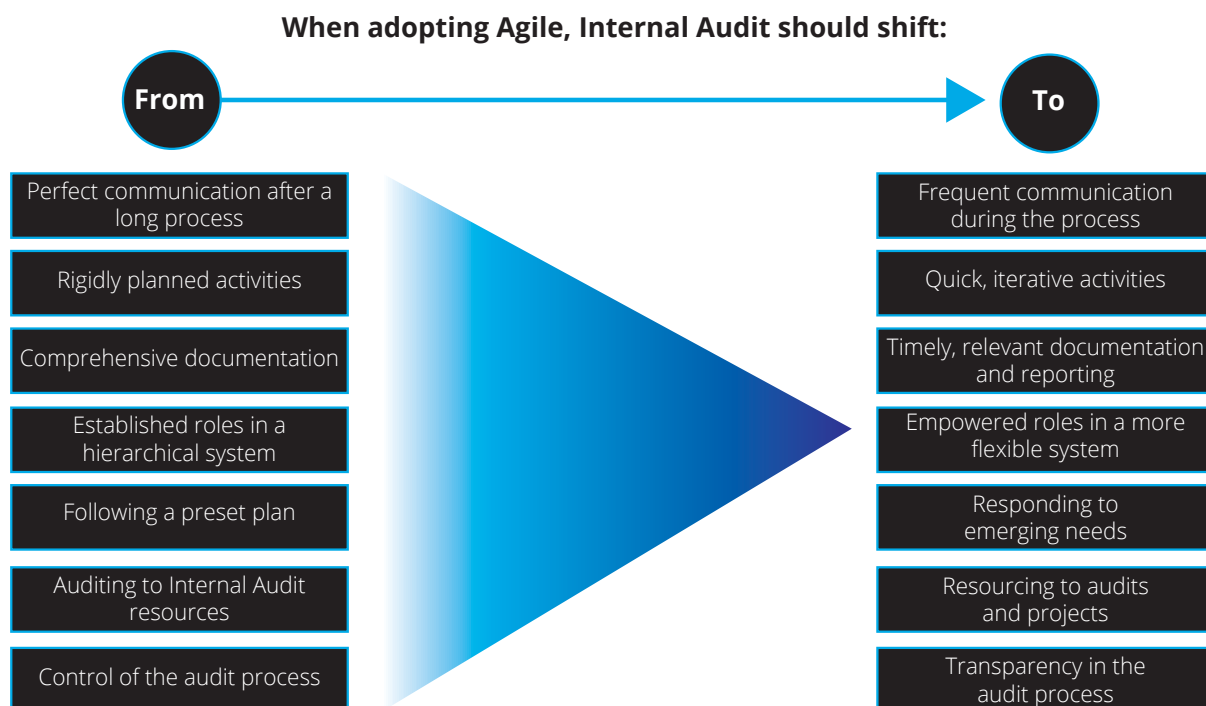 When adopting Agile, Internal Audit should shift:
From
To
Perfect communication after a
long process
Frequent communication
during the process
Rigidly planned activities
Quick, iterative activities
Comprehensive documentation
Timely, relevant documentation
and reporting
Established roles in a
hierarchical system
Empowered roles in a more
flexible system
Following a preset plan
Responding to
emerging needs
Auditing to Internal Audit
resources
Resourcing to audits
and projects
Control of the audit process
Transparency in the
audit process